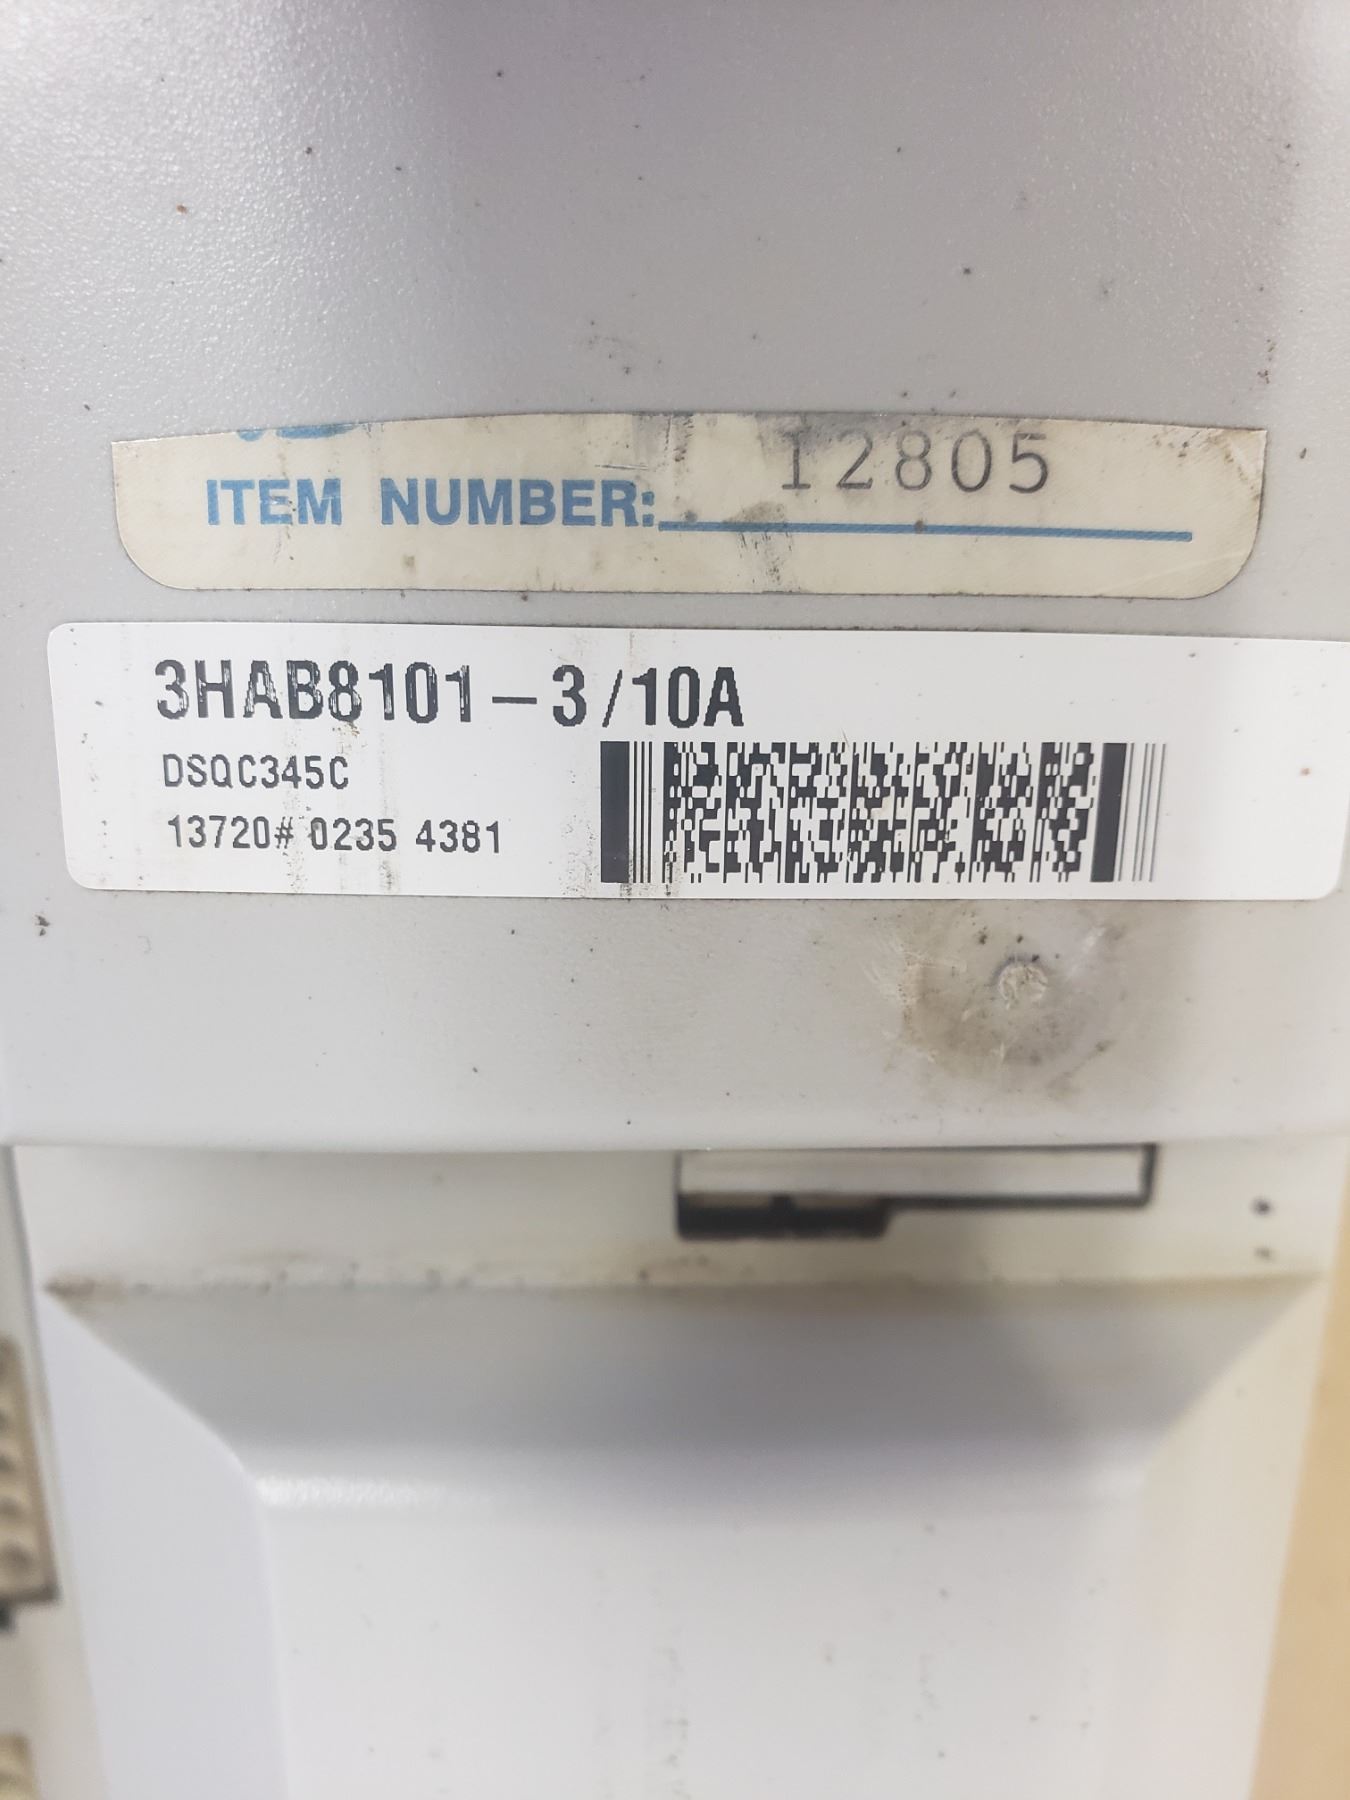 ITEM NUMBER: 12805
3HAB8101-3/10A
DSQC345C
13720# 0235 4381